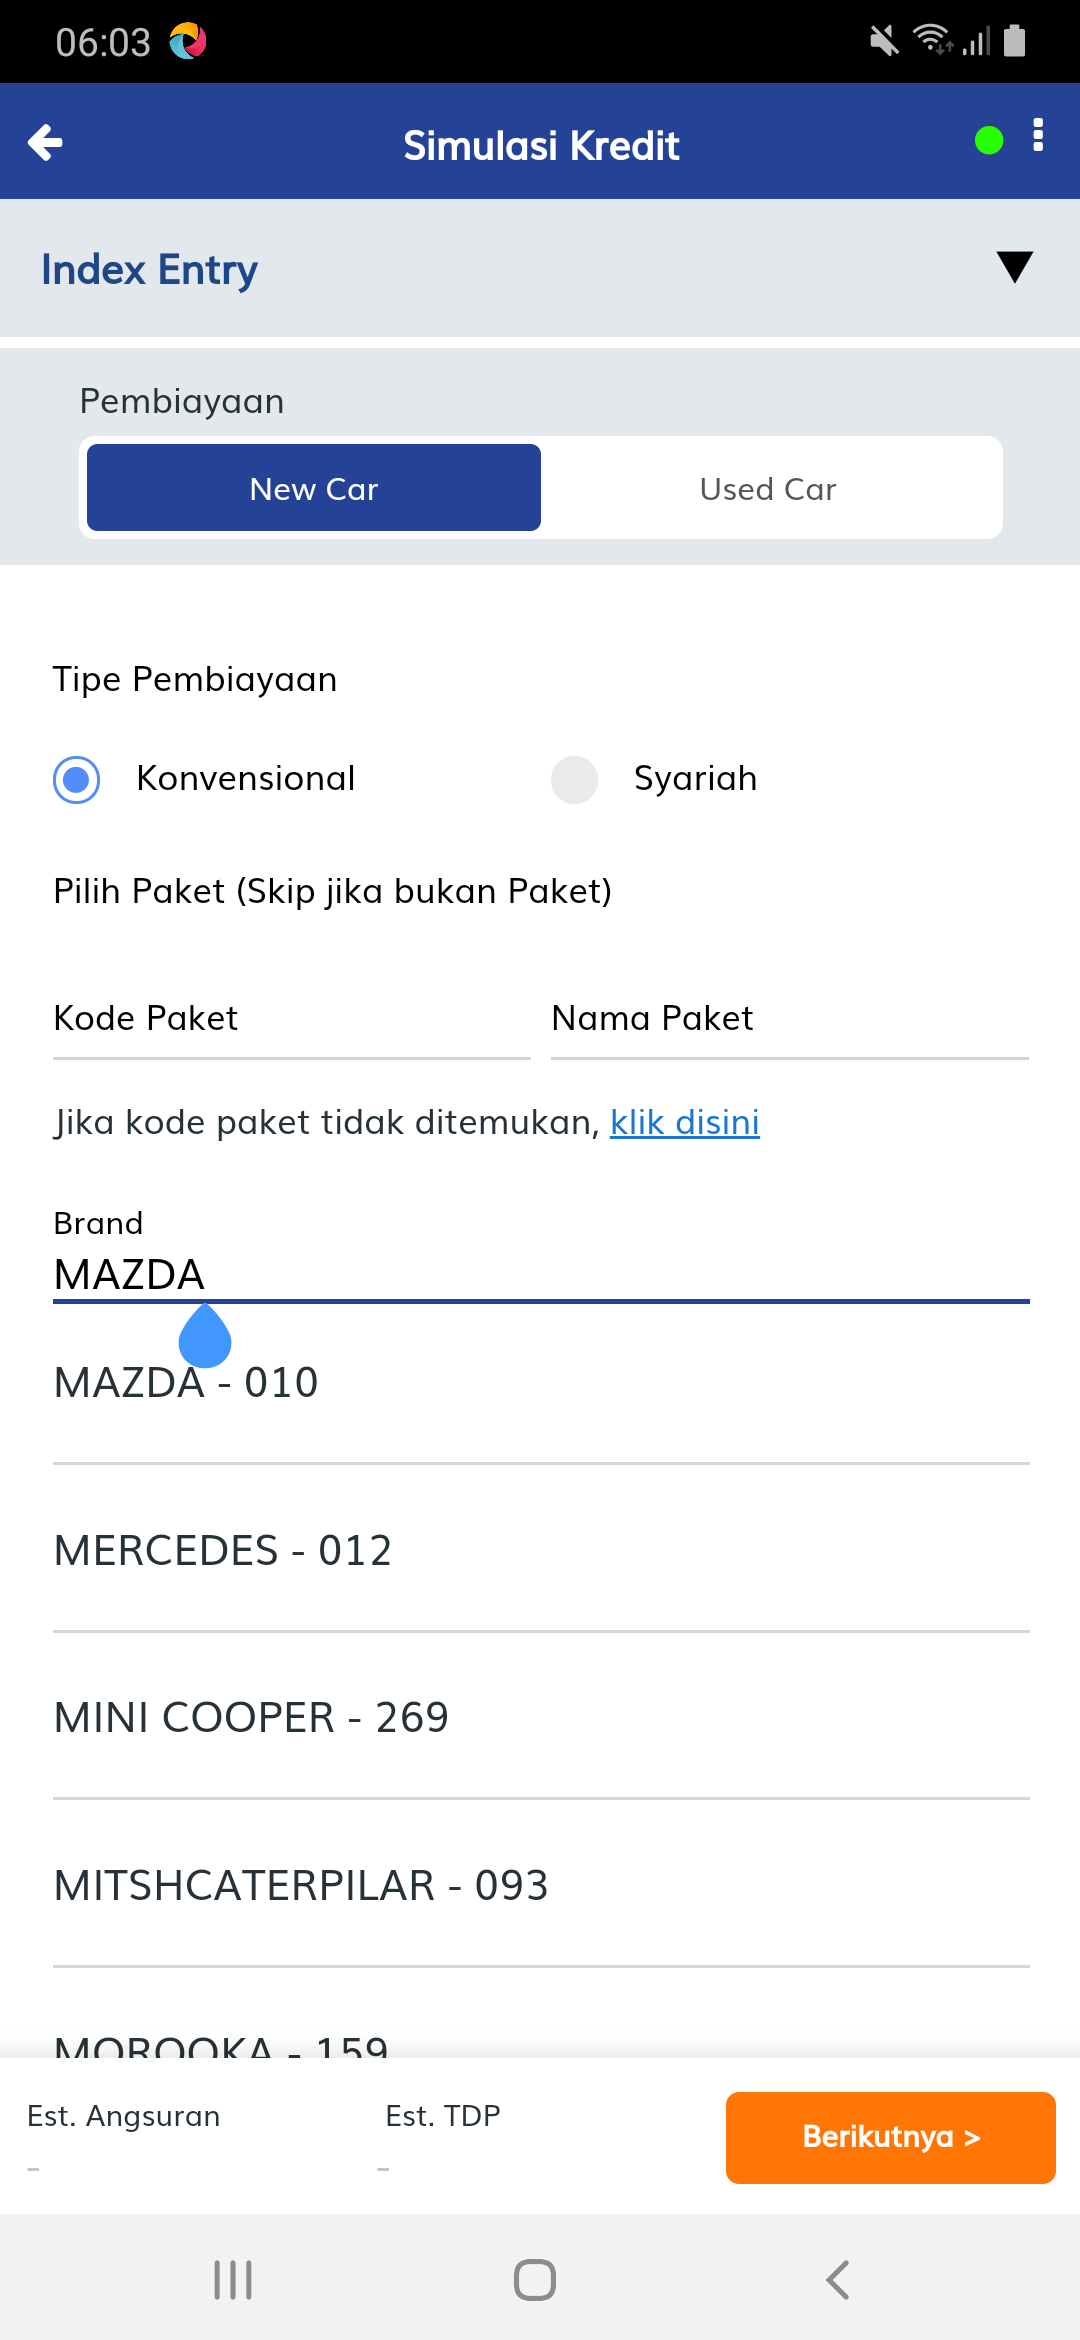 06:03
Simulasi Kredit
Index Entry
Pembiayaan
New Car
Used Car
Tipe Pembiayaan
Konvensional
Syariah
Pilih Paket (Skip jika bukan Paket)
Kode Paket
Nama Paket
Jika kode paket tidak ditemukan, klik disini
Brand
MAZDA
MAZDA - 010
MERCEDES - 012
MINI COOPER - 269
MITSHCATERPILAR - 093
MOROOKA - 159
Est. Angsuran
Est. TDP
Berikutnya >
-
-